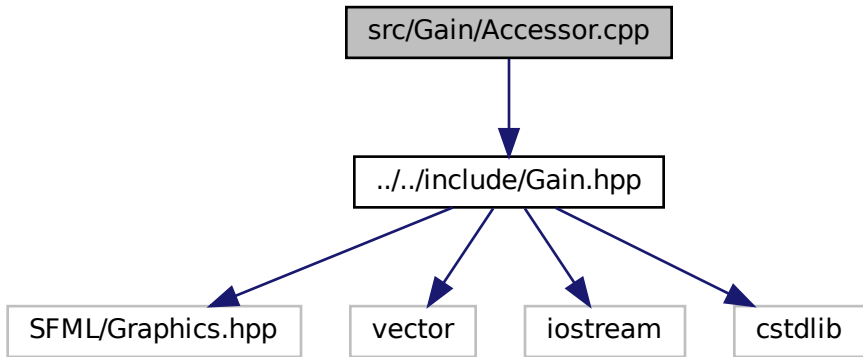 src/Gain/Accessor.cpp
../../include/Gain.hpp
SFML/Graphics.hpp
vector
iostream
cstdlib